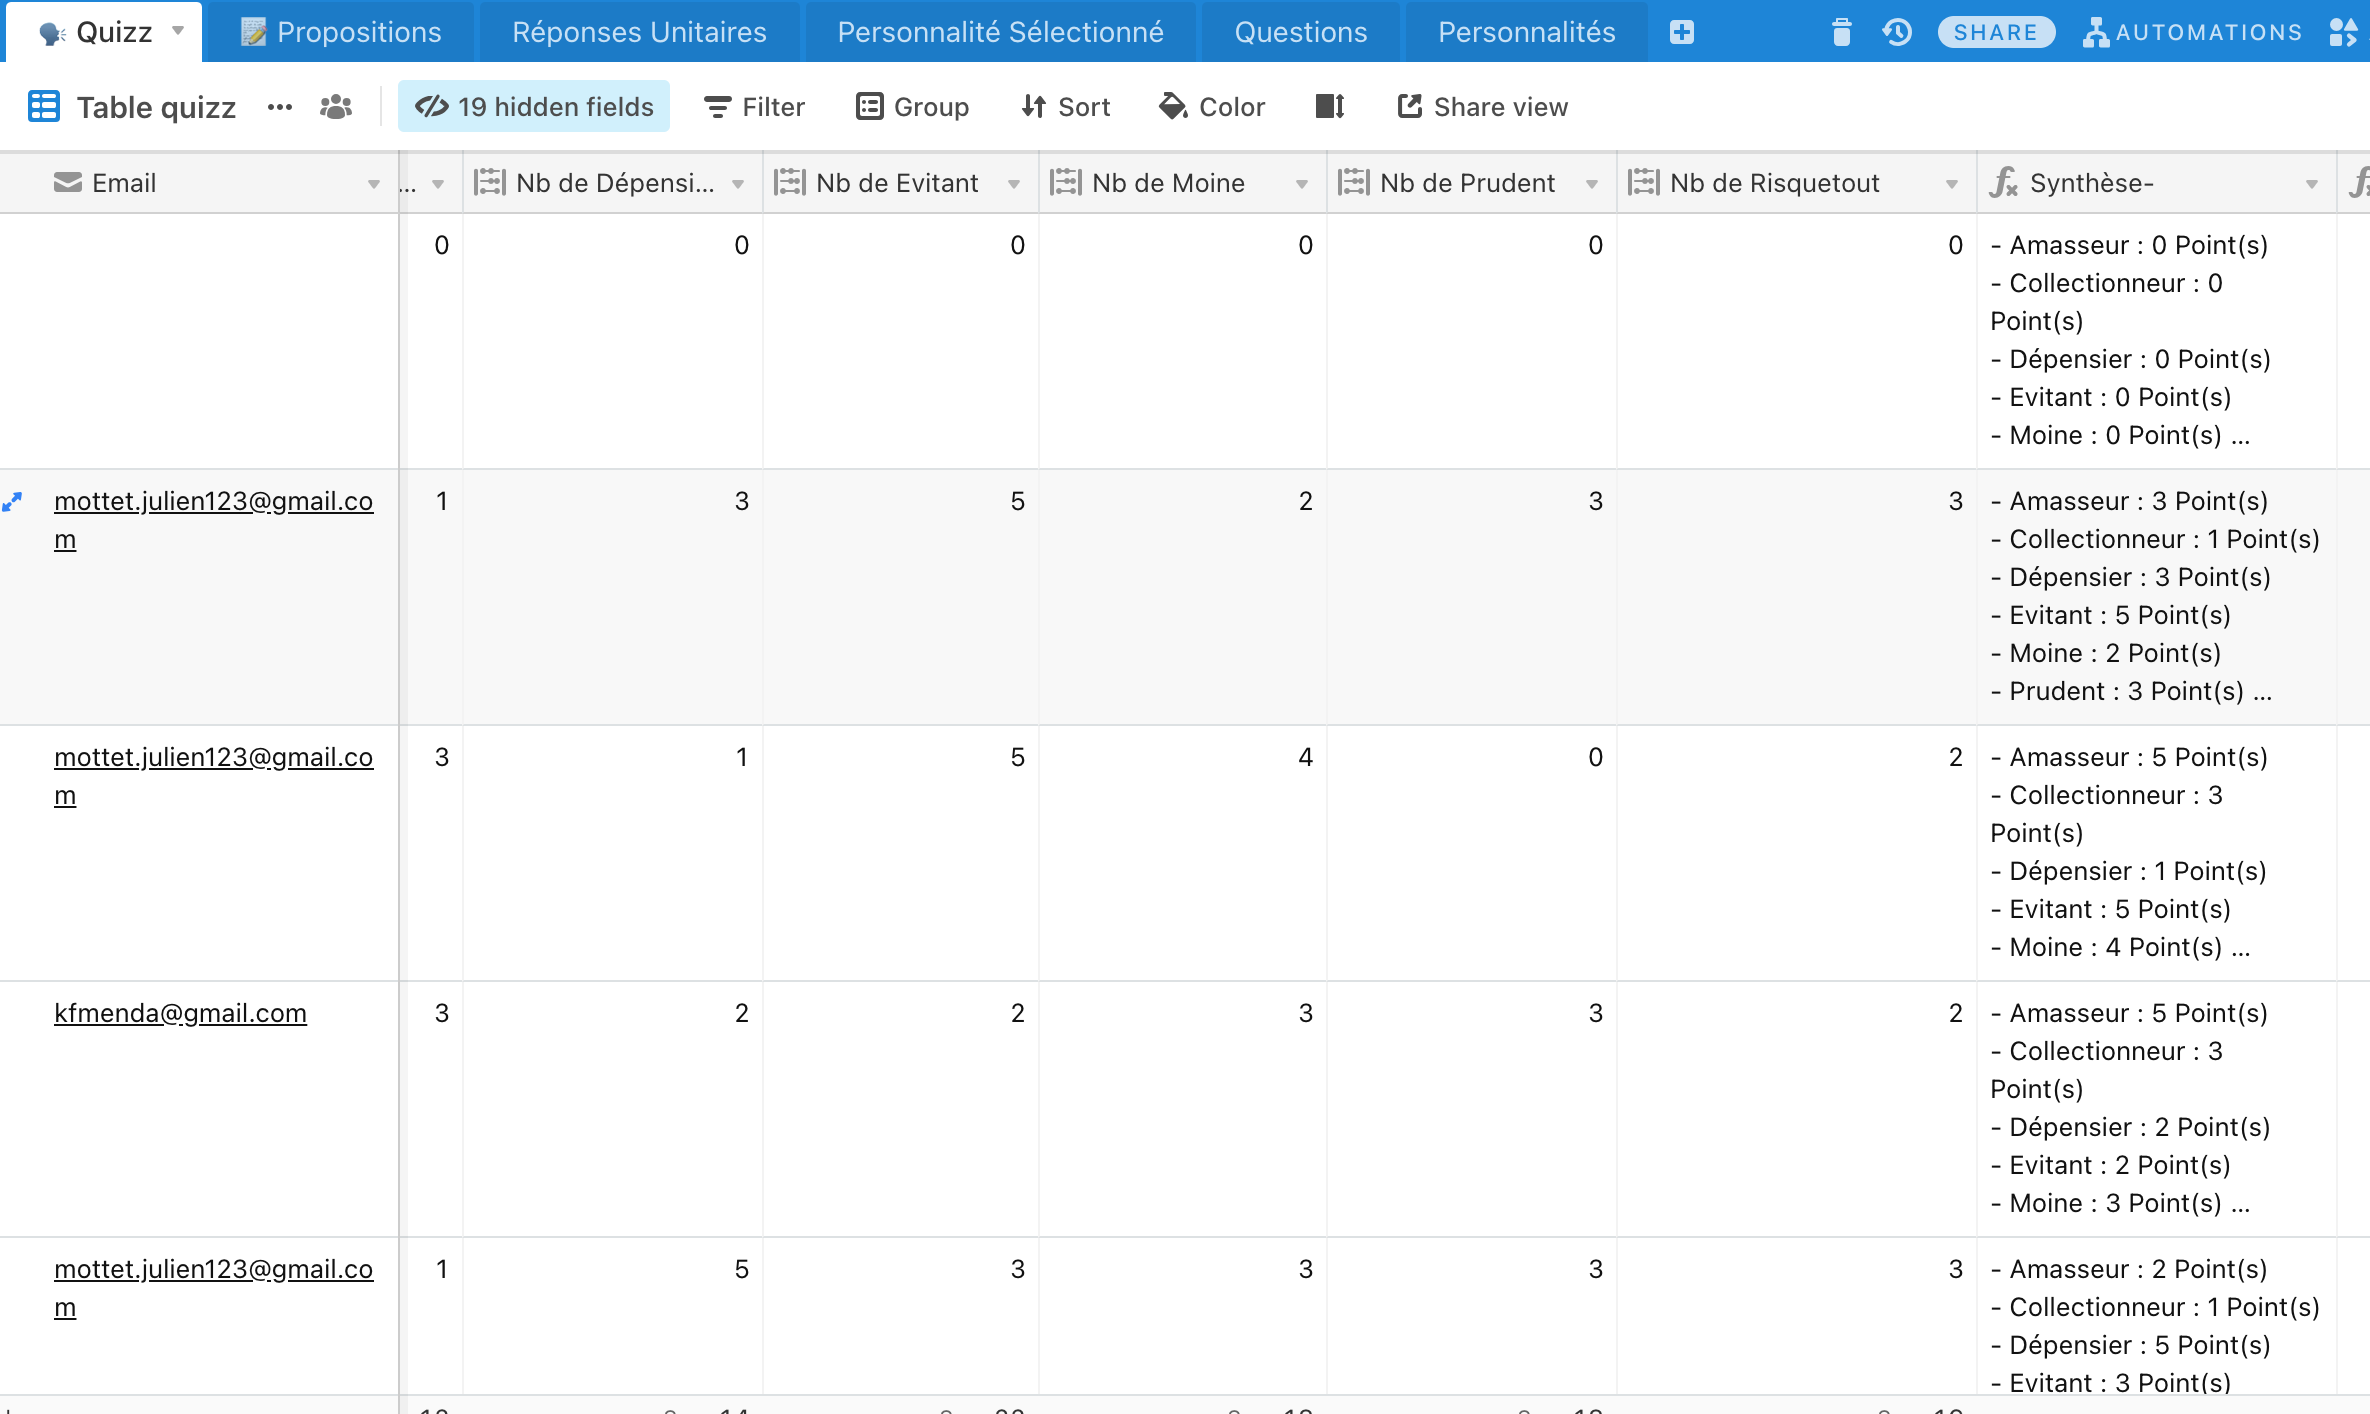 Quizz
Propositions
Réponses Unitaires
Personnalité Sélectionné
Questions
Personnalités
SHARE
AUTOMATIONS
Table quizz
19 hidden fields
Filter
Group
Sort
Color
Share view
Email
...
Nb de Dépensi...
Nb de Evitant
Nb de Moine
Nb de Prudent
Nb de Risquetout
Synthèse-
0 0 0 0 0 0
- Amasseur : 0 Point(s)
- Collectionneur : 0
Point(s)
- Dépensier : 0 Point(s)
- Evitant : 0 Point(s)
- Moine : 0 Point(s) ...
mottet.julien123@gmail.co
m
1 3 5 2 3 3
- Amasseur : 3 Point(s)
- Collectionneur : 1 Point(s)
- Dépensier : 3 Point(s)
- Evitant : 5 Point(s)
- Moine : 2 Point(s)
- Prudent : 3 Point(s) ...
mottet.julien123@gmail.co
m
3 1 5 4 0 2
- Amasseur : 5 Point(s)
- Collectionneur : 3
Point(s)
- Dépensier : 1 Point(s)
- Evitant : 5 Point(s)
- Moine : 4 Point(s) ...
kfmenda@gmail.com
3 2 2 3 3 2
- Amasseur : 5 Point(s)
- Collectionneur : 3
Point(s)
- Dépensier : 2 Point(s)
- Evitant : 2 Point(s)
- Moine : 3 Point(s) ...
mottet.julien123@gmail.co
m
1 5 3 3 3 3
- Amasseur : 2 Point(s)
- Collectionneur : 1 Point(s)
- Dépensier : 5 Point(s)
- Evitant : 3 Point(s)